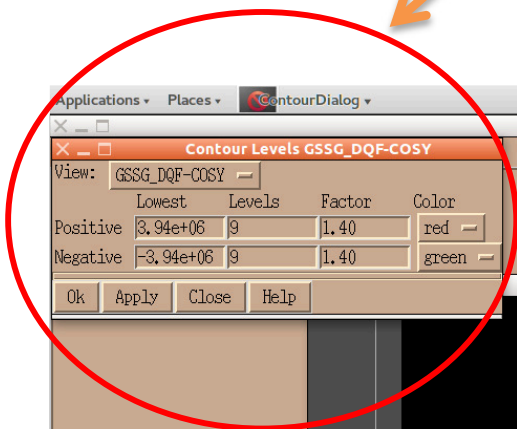 Applications ▾ Places ▾ ContourDialog ▾
Contour Levels GSSG_DQF-COSY
View: GSSG_DQF-COSY
Lowest Levels Factor Color
Positive 3.94e+06 9 1.40 red
Negative -3.94e+06 9 1.40 green
Ok Apply Close Help